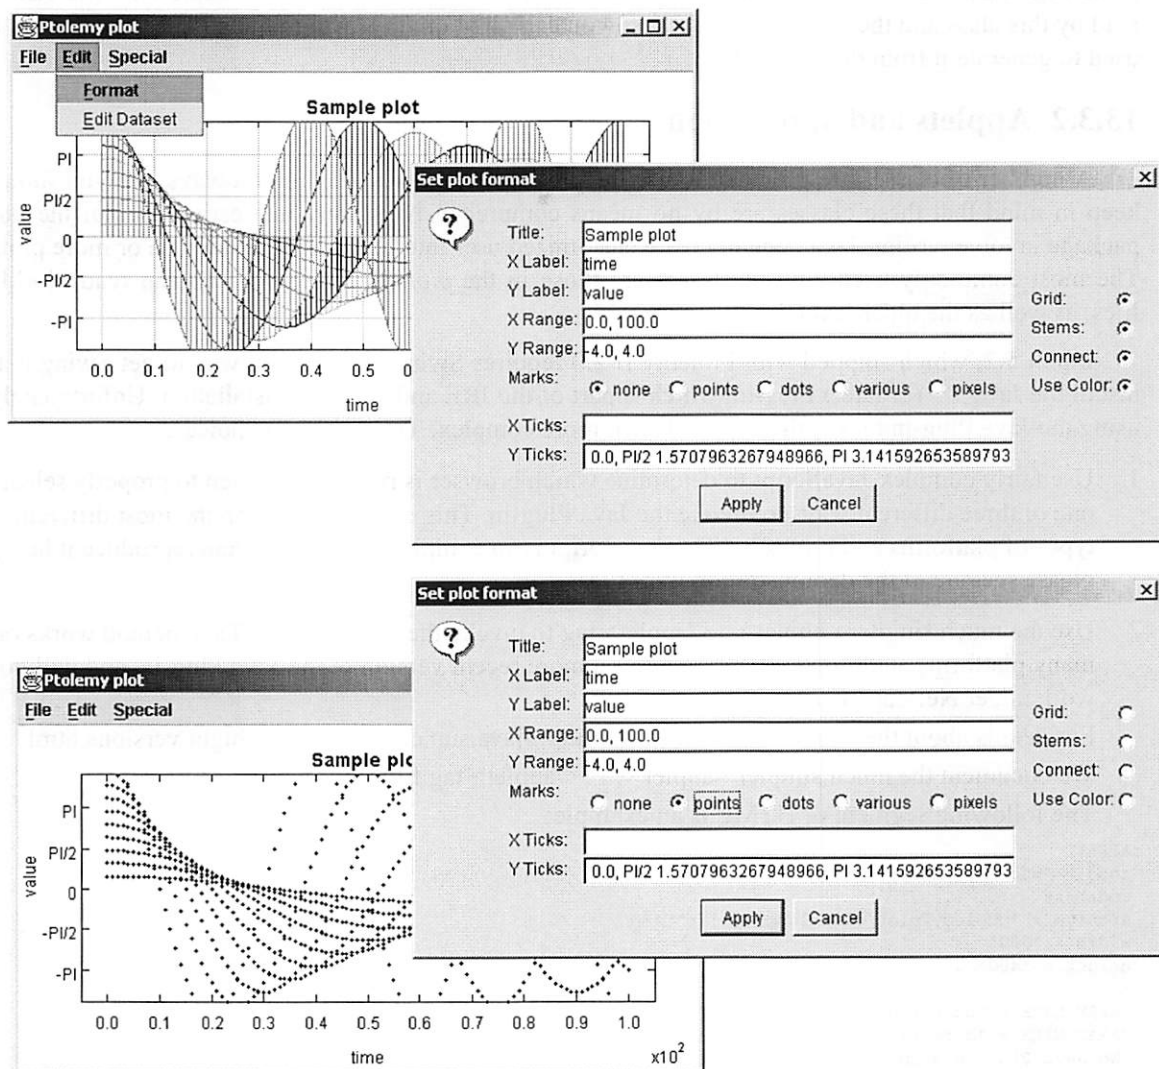 Ptolemy plot
File Edit Special
Format
Edit Dataset
Sample plot
PI
PI/2
0
-PI/2
-PI
value
0.0 0.1 0.2 0.3 0.4 0.5
time
Set plot format
Title: Sample plot
X Label: time
Y Label: value
X Range: 0.0, 100.0
Y Range: -4.0, 4.0
Grid:
Stems:
Connect:
Use Color:
Marks:
none points dots various pixels
X Ticks:
Y Ticks: 0.0, PI/2 1.5707963267948966, PI 3.141592653589793
Apply Cancel
Set plot format
Title: Sample plot
X Label: time
Y Label: value
X Range: 0.0, 100.0
Y Range: -4.0, 4.0
Grid:
Stems:
Connect:
Use Color:
Marks:
none points dots various pixels
X Ticks:
Y Ticks: 0.0, PI/2 1.5707963267948966, PI 3.141592653589793
Apply Cancel
Ptolemy plot
File Edit Special
Sample plo
PI
PI/2
0
-PI/2
-PI
value
0.0 0.1 0.2 0.3 0.4 0.5 0.6 0.7 0.8 0.9 1.0
time x10²